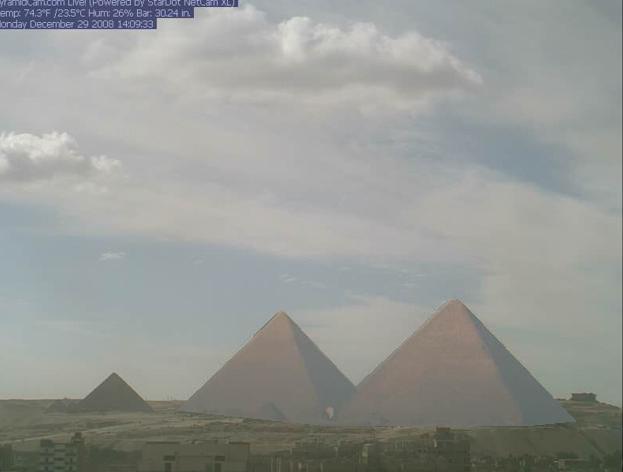 yramidCam.com Live! (Powered by StarDot NetCam XL)
emp: 74.3°F /23.5°C Hum: 26% Bar: 30.24 in.
onday December 29 2008 14:09:33